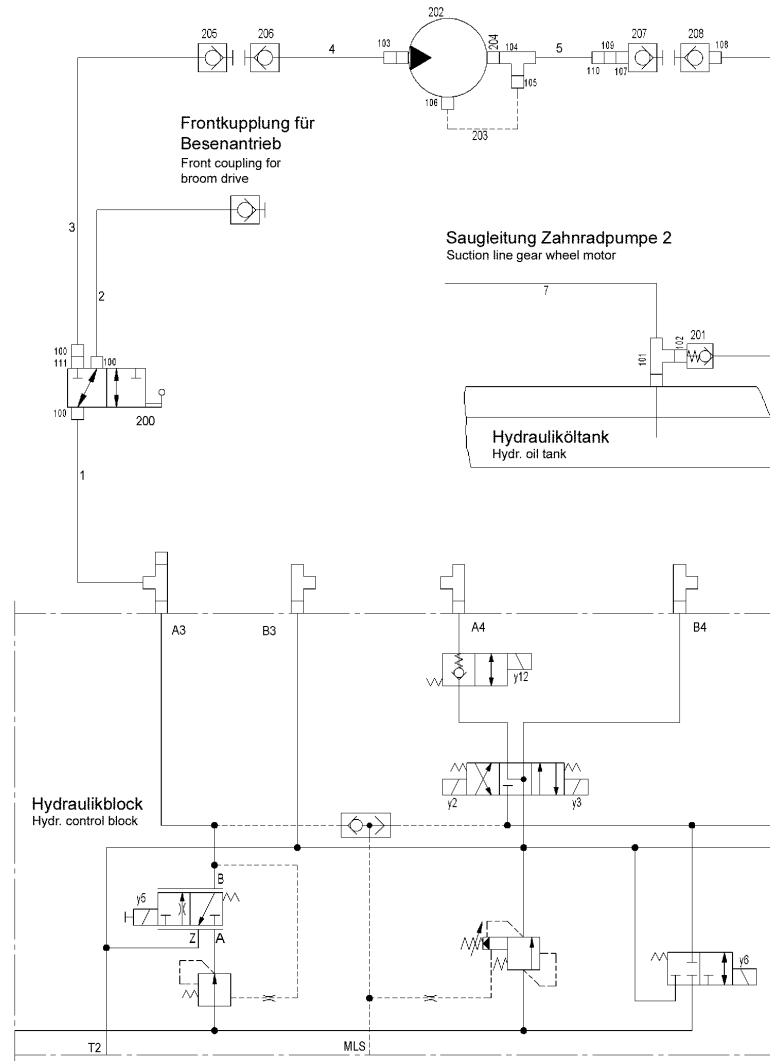 202
205
206
4
103
204
104
5
109
207
208
108
110
107
105
106
203
Frontkupplung für
Besenantrieb
Front coupling for
broom drive
3
Saugleitung Zahnradpumpe 2
Suction line gear wheel motor
2
7
201
102
101
100
111
100
100
200
Hydrauliköltank
Hydr. oil tank
1
A3
B3
A4
B4
y12
Hydraulikblock
Hydr. control block
y2
y3
B
y5
Z
A
y6
T2
MLS